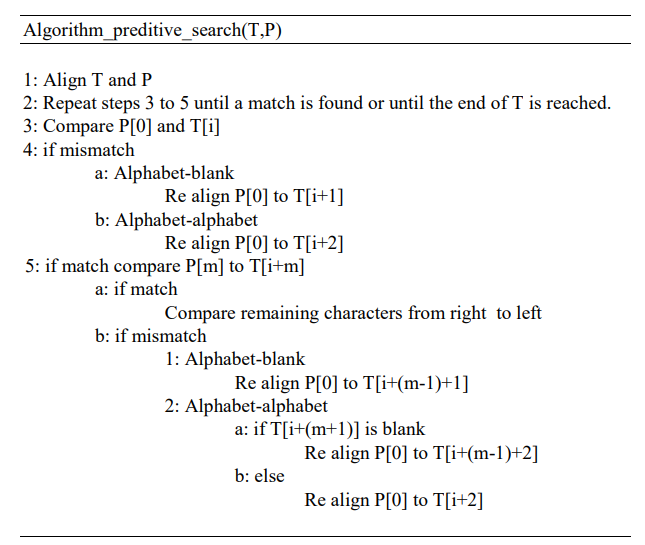 Algorithm_preditive_search(T,P)
1: Align T and P
2: Repeat steps 3 to 5 until a match is found or until the end of T is reached.
3: Compare P[0] and T[i]
4: if mismatch
a: Alphabet-blank
Re align P[0] to T[i+1]
b: Alphabet-alphabet
Re align P[0] to T[i+2]
5: if match compare P[m] to T[i+m]
a: if match
Compare remaining characters from right to left
b: if mismatch
1: Alphabet-blank
Re align P[0] to T[i+(m-1)+1]
2: Alphabet-alphabet
a: if T[i+(m+1)] is blank
Re align P[0] to T[i+(m-1)+2]
b: else
Re align P[0] to T[i+2]